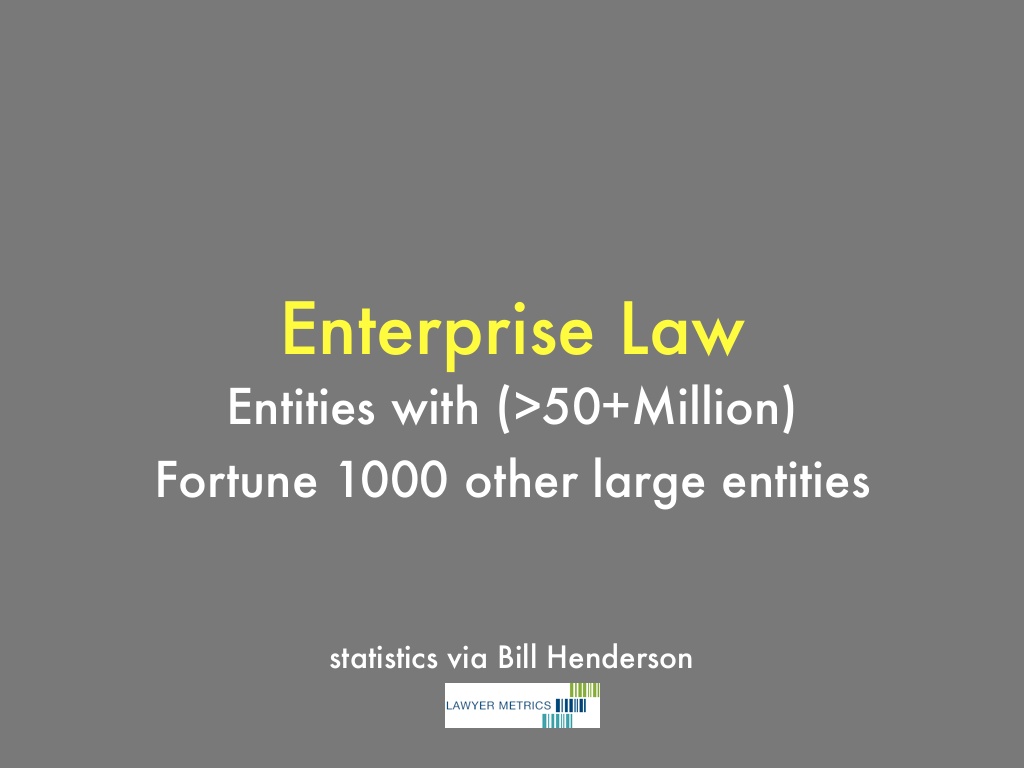 Enterprise Law
Entities with (>50+Million)
Fortune 1000 other large entities
statistics via Bill Henderson
LAWYER METRICS